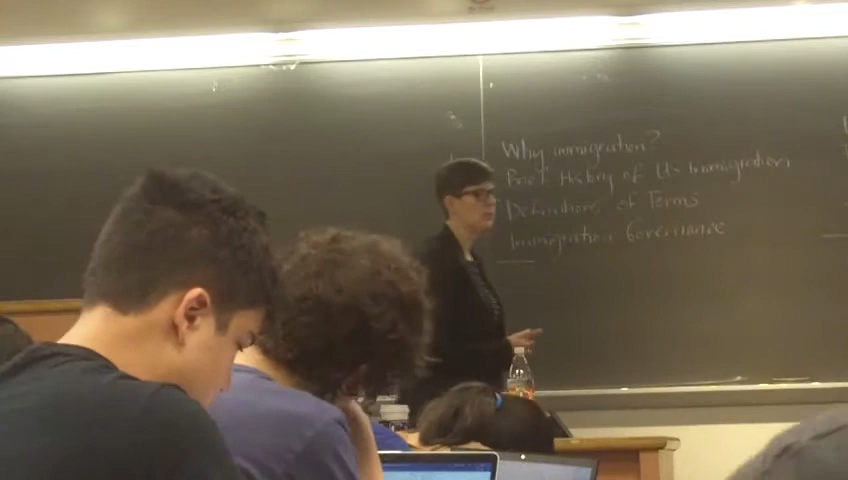 Why immigration?
Brief History of US Immigration
Definitions of Terms
Immigration Governance